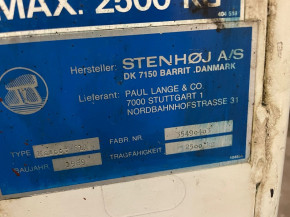 MAX. 2500 KG
Hersteller: STENHØJ A/S
DK 7150 BARRIT .DANMARK
Lieferant: PAUL LANGE & CO.
7000 STUTTGART 1
NORDBAHNHOFSTRASSE 31
TYPE FABR. NR.
BAUJAHR TRAGFÄHIGKEIT 2500